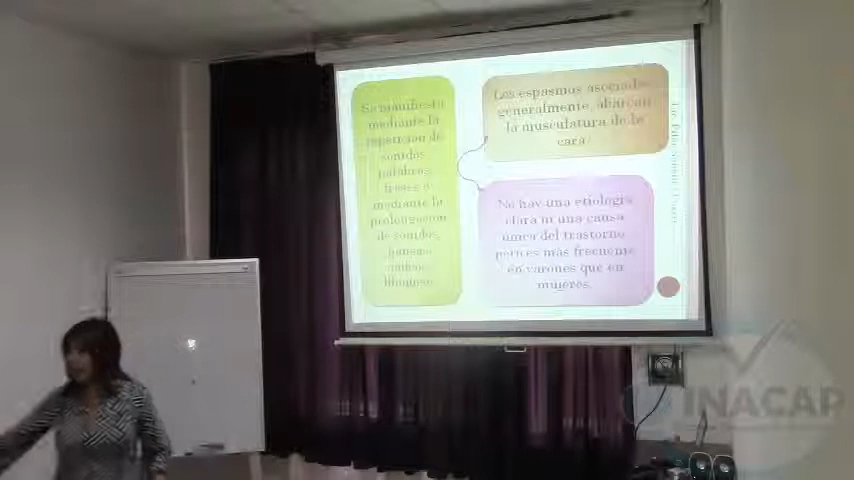 Se manifiesta
mediante la
repetición de
sonidos,
palabras,
frases o
mediante la
prolongación
de sonidos,
pausas
bloqueos
Los espasmos asociados
generalmente, abarcan
la musculatura de la
cara
No hay una etiología
clara ni una causa
única del trastorno,
pero es más frecuente
en varones que en
mujeres.
INACAP